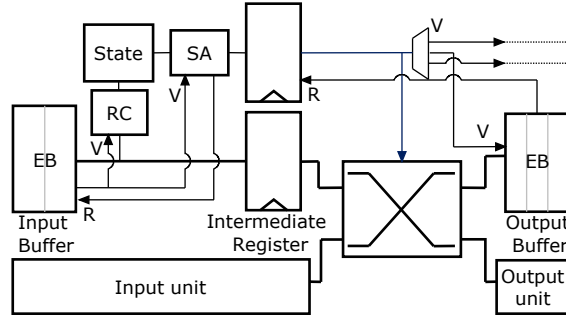 V
State
SA
V
R
RC
V
EB
V
EB
R
Input
Buffer
Intermediate
Register
Output
Buffer
Input unit
Output
unit